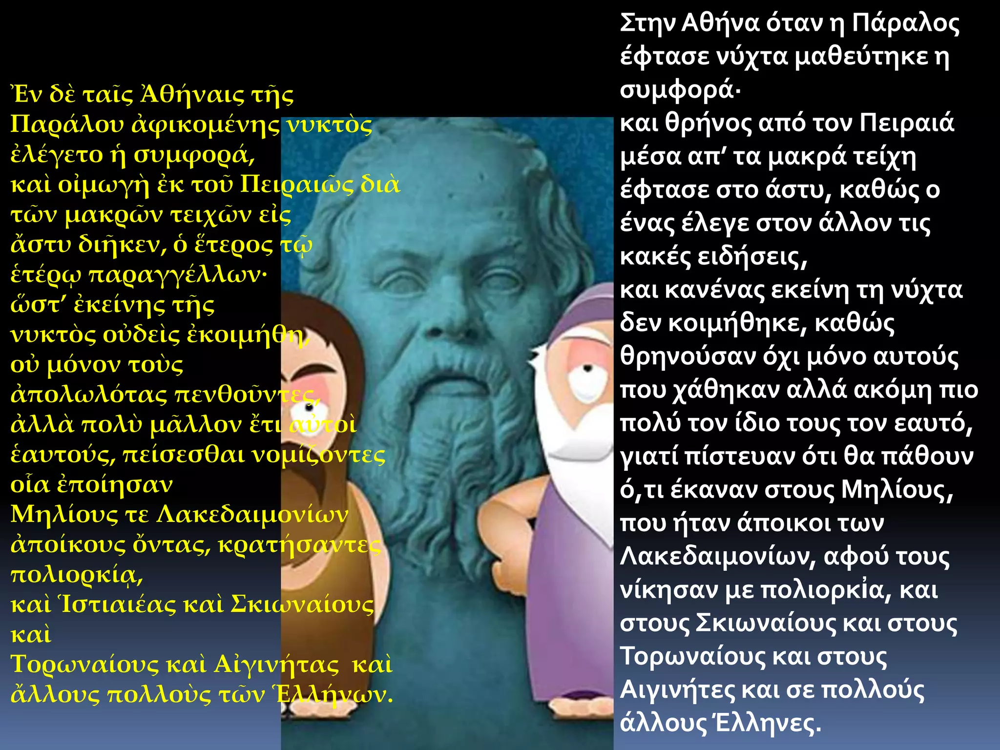 Ἐν δὲ ταῖς Ἀθήναις τῆς
Παράλου ἀφικομένης νυκτὸς
ἐλέγετο ἡ συμφορά,
καὶ οἰμωγὴ ἐκ τοῦ Πειραιῶς διὰ
τῶν μακρῶν τειχῶν εἰς
ἄστυ διῆκεν, ὁ ἕτερος τῷ
ἑτέρῳ παραγγέλλων·
ὥστ’ ἐκείνης τῆς
νυκτὸς οὐδεὶς ἐκοιμήθη,
οὐ μόνον τοὺς
ἀπολωλότας πενθοῦντες,
ἀλλὰ πολὺ μᾶλλον ἔτι αὐτοὶ
ἑαυτούς, πείσεσθαι νομίζοντες
οἷα ἐποίησαν
Μηλίους τε Λακεδαιμονίων
ἀποίκους ὄντας, κρατήσαντες
πολιορκίᾳ,
καὶ Ἱστιαιέας καὶ Σκιωναίους
καὶ
Τορωναίους καὶ Αἰγινήτας καὶ
ἄλλους πολλοὺς τῶν Ἑλλήνων.
Στην Αθήνα όταν η Πάραλος
έφτασε νύχτα μαθεύτηκε η
συμφορά·
και θρήνος από τον Πειραιά
μέσα απ’ τα μακρά τείχη
έφτασε στο άστυ, καθώς ο
ένας έλεγε στον άλλον τις
κακές ειδήσεις,
και κανένας εκείνη τη νύχτα
δεν κοιμήθηκε, καθώς
θρηνούσαν όχι μόνο αυτούς
που χάθηκαν αλλά ακόμη πιο
πολύ τον ίδιο τους τον εαυτό,
γιατί πίστευαν ότι θα πάθουν
ό,τι έκαναν στους Μηλίους,
που ήταν άποικοι των
Λακεδαιμονίων, αφού τους
νίκησαν με πολιορκἰα, και
στους Σκιωναίους και στους
Τορωναίους και στους
Αιγινήτες και σε πολλούς
άλλους Έλληνες.